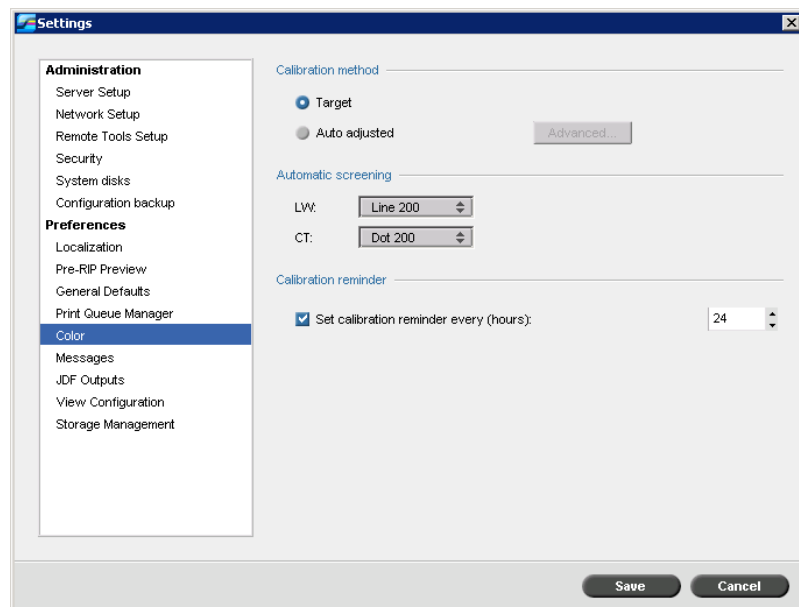 Settings
Administration
Server Setup
Network Setup
Remote Tools Setup
Security
System disks
Configuration backup
Preferences
Localization
Pre-RIP Preview
General Defaults
Print Queue Manager
Color
Messages
JDF Outputs
View Configuration
Storage Management
Calibration method
Target
Auto adjusted
Advanced...
Automatic screening
LW: Line 200
CT: Dot 200
Calibration reminder
Set calibration reminder every (hours): 24
Save Cancel